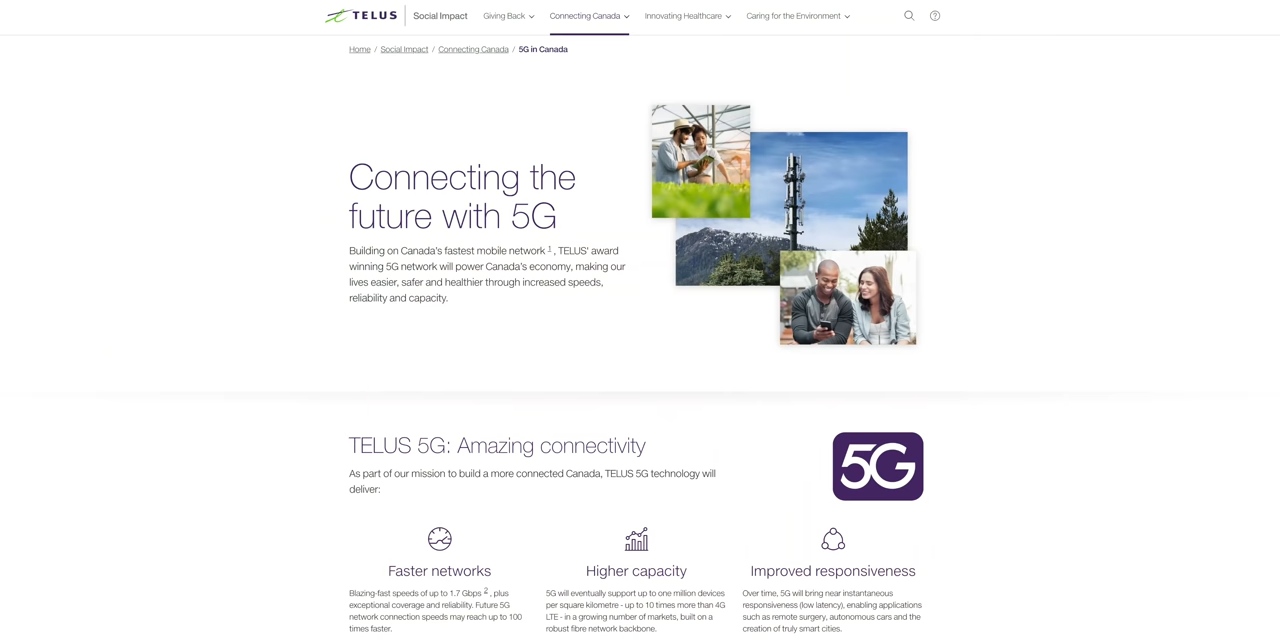 TELUS Social Impact Giving Back Connecting Canada Innovating Healthcare Caring for the Environment
Home / Social Impact / Connecting Canada / 5G in Canada
Connecting the
future with 5G
Building on Canada's fastest mobile network 1 , TELUS' award
winning 5G network will power Canada's economy, making our
lives easier, safer and healthier through increased speeds,
reliability and capacity.
TELUS 5G: Amazing connectivity
As part of our mission to build a more connected Canada, TELUS 5G technology will
deliver:
5G
Faster networks
Blazing-fast speeds of up to 1.7 Gbps 2 , plus
exceptional coverage and reliability. Future 5G
network connection speeds may reach up to 100
times faster.
Higher capacity
5G will eventually support up to one million devices
per square kilometre - up to 10 times more than 4G
LTE - in a growing number of markets, built on a
robust fibre network backbone.
Improved responsiveness
Over time, 5G will bring near instantaneous
responsiveness (low latency), enabling applications
such as remote surgery, autonomous cars and the
creation of truly smart cities.